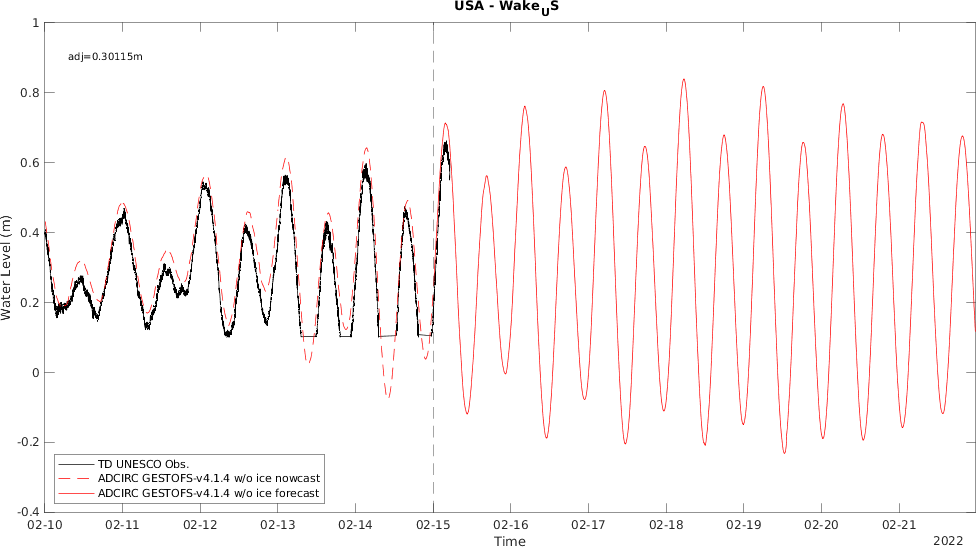 USA - Wake_US
adj=0.30115m
Water Level (m)
1
0.8
0.6
0.4
0.2
0
-0.2
-0.4
TD UNESCO Obs.
ADCIRC GESTOFS-v4.1.4 w/o ice nowcast
ADCIRC GESTOFS-v4.1.4 w/o ice forecast
02-10 02-11 02-12 02-13 02-14 02-15 02-16 02-17 02-18 02-19 02-20 02-21
Time
2022